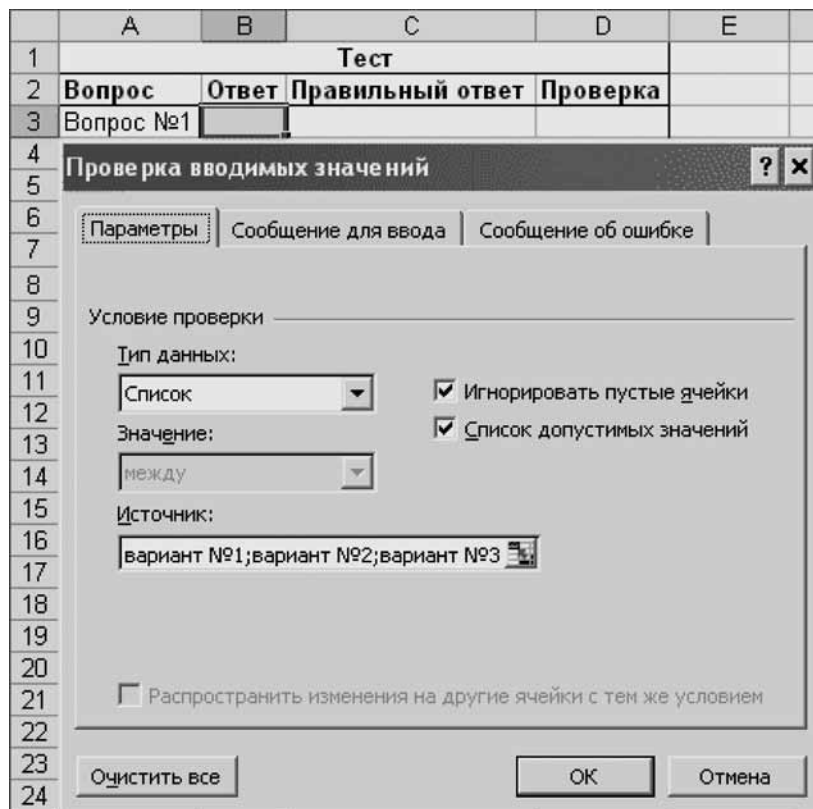 A B C D E
1 Тест
2 Вопрос Ответ Правильный ответ Проверка
3 Вопрос №1
4
Проверка вводимых значений ? ×
5
6
Параметры Сообщение для ввода Сообщение об ошибке
7
8
9 Условие проверки
10 Тип данных:
11 Список Игнорировать пустые ячейки
12
13 Значение: Список допустимых значений
14 между
15 Источник:
16 вариант №1;вариант №2;вариант №3
17
18
19
20
21 Распространить изменения на другие ячейки с тем же условием
22
23 Очистить все ОК Отмена
24